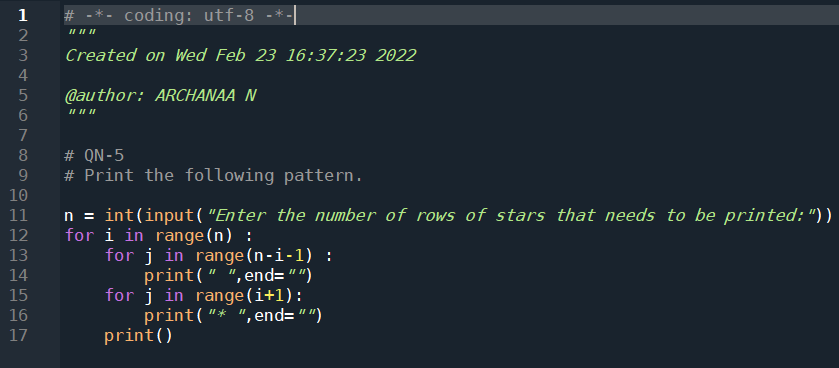 1 # -*- coding: utf-8 -*-
2 """
3 Created on Wed Feb 23 16:37:23 2022
4
5 @author: ARCHANAA N
6 """
7
8 # QN-5
9 # Print the following pattern.
10
11 n = int(input("Enter the number of rows of stars that needs to be printed:"))
12 for i in range(n) :
13     for j in range(n-i-1) :
14         print(" ",end="")
15     for j in range(i+1):
16         print("* ",end="")
17     print()